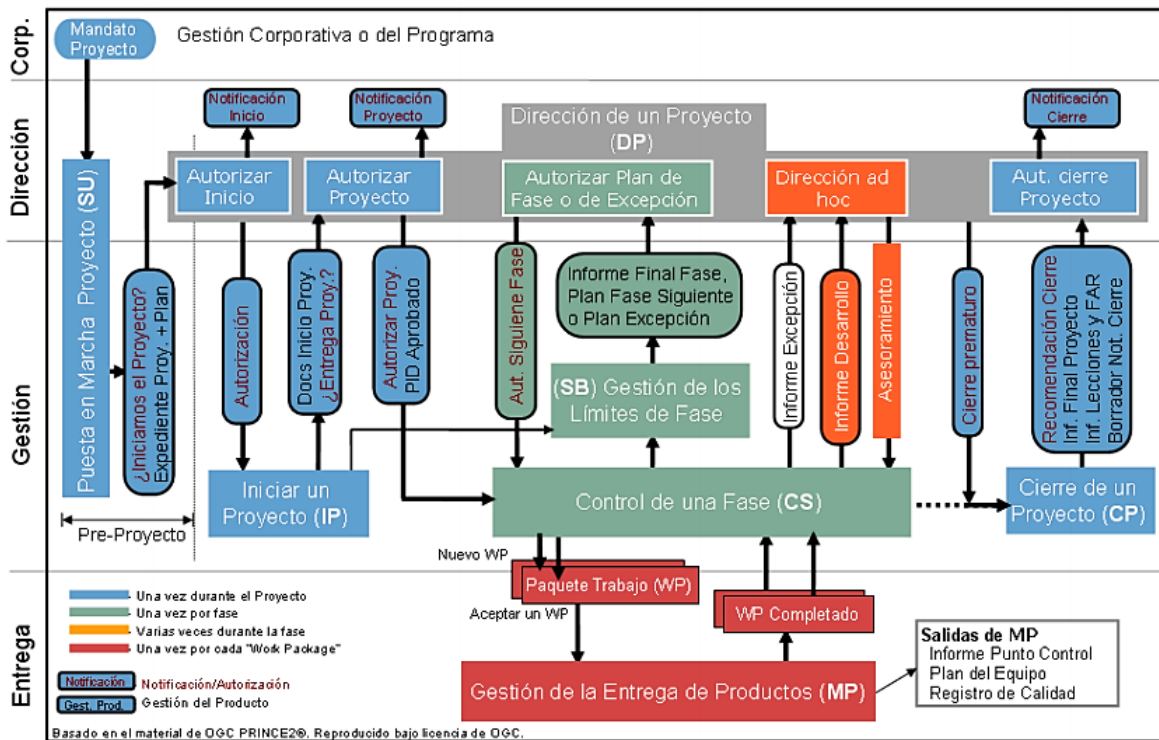 Corp.
Mandato
Proyecto
Gestión Corporativa o del Programa
Dirección
Notificación
Inicio
Notificación
Proyecto
Dirección de un Proyecto
(DP)
Notificación
Cierre
Autorizar
Inicio
Autorizar
Proyecto
Autorizar Plan de
Fase o de Excepción
Dirección ad
hoc
Aut. cierre
Proyecto
Gestión
Puesta en Marcha Proyecto (SU)
¿Iniciamos el Proyecto?
Expediente Proy. +Plan
Autorización
Docs Inicio Proy.
¿Entrega Proy.?
Autorizar Proy.
PID Aprobado
Aut. Siguiene Fase
Informe Final Fase,
Plan Fase Siguiente
o Plan Excepción
Informe Excepción
Informe Desarrollo
Asesoramiento
Cierre prematuro
Recomendación Cierre
Inf. Final Proyecto
Inf. Lecciones y FAR
Borrador Not. Cierre
(SB) Gestión de los
Límites de Fase
Iniciar un
Proyecto (IP)
Control de una Fase (CS)
Cierre de un
Proyecto (CP)
Pre-Proyecto
Entrega
Nuevo WP
Paquete Trabajo (WP)
Aceptar un WP
WP Completado
Gestión de la Entrega de Productos (MP)
Salidas de MP
Informe Punto Control
Plan del Equipo
Registro de Calidad
- Una vez durante el Proyecto
- Una vez por fase
- Varias veces durante la fase
- Una vez por cada "Work Package"
Notificación - Notificación/Autorización
Gest. Prod. - Gestión del Producto
Basado en el material de OGC PRINCE2®. Reproducido bajo licencia de OGC.